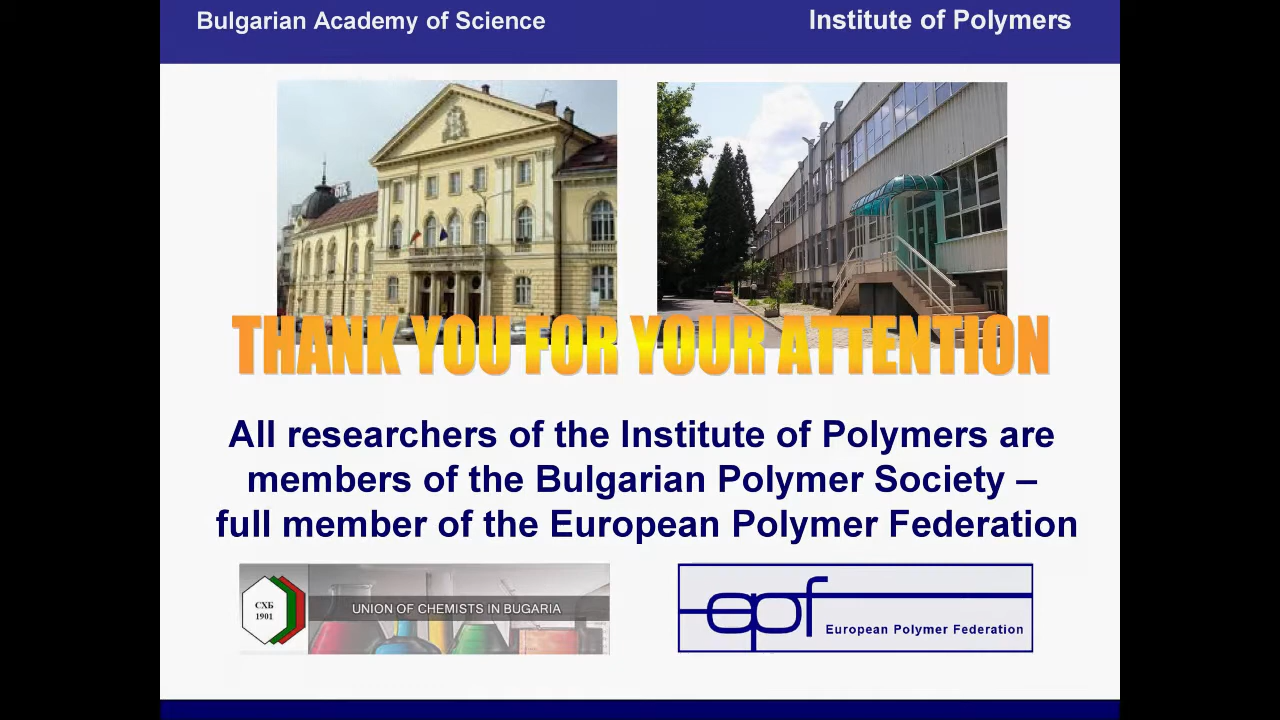 Bulgarian Academy of Science
Institute of Polymers
THANK YOU FOR YOUR ATTENTION
All researchers of the Institute of Polymers are
members of the Bulgarian Polymer Society –
full member of the European Polymer Federation
СХБ
1901
UNION OF CHEMISTS IN BUGARIA
epf
European Polymer Federation